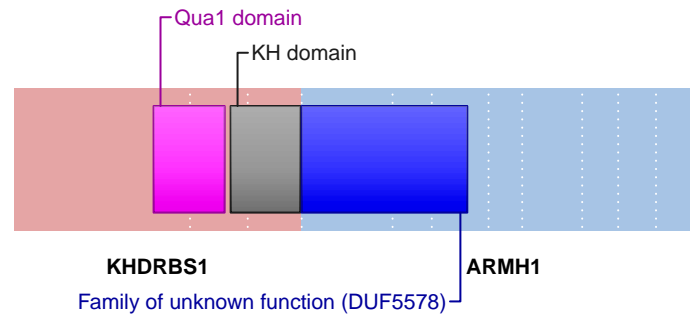 Qua1 domain
KH domain
KHDRBS1 ARMH1
Family of unknown function (DUF5578)